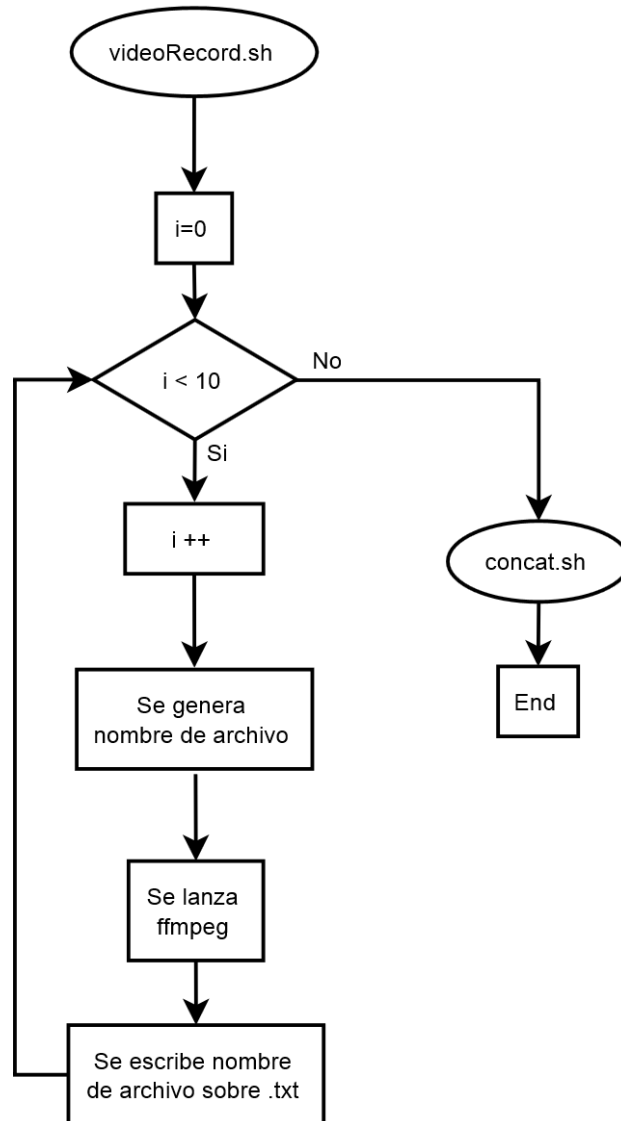 videoRecord.sh
i=0
i < 10
No
Si
i ++
concat.sh
Se genera
nombre de archivo
End
Se lanza
ffmpeg
Se escribe nombre
de archivo sobre .txt